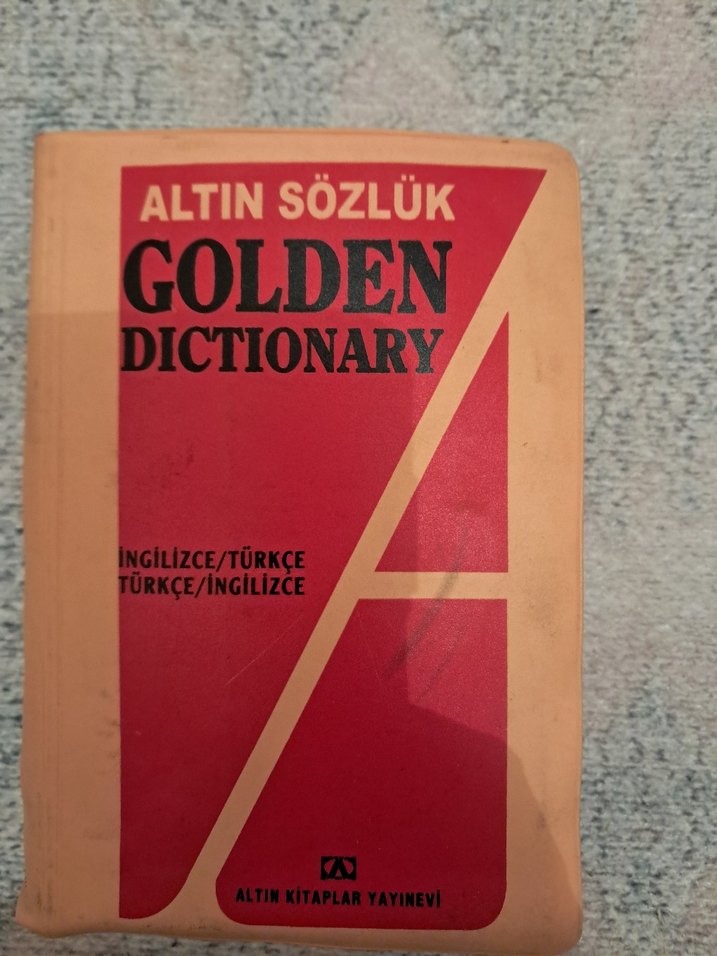 ALTIN SÖZLÜK
GOLDEN
DICTIONARY
İNGİLİZCE/TÜRKÇE
TÜRKÇE/İNGİLİZCE
ALTIN KİTAPLAR YAYINEVİ